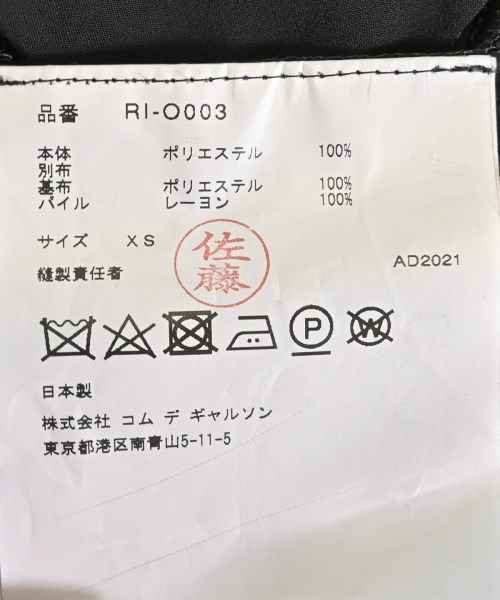 品番 RI-O003
本体 ポリエステル 100%
別布
基布 ポリエステル 100%
パイル レーヨン 100%
サイズ XS
佐藤
縫製責任者
AD2021
P
W
日本製
株式会社 コム デ ギャルソン
東京都港区南青山5-11-5